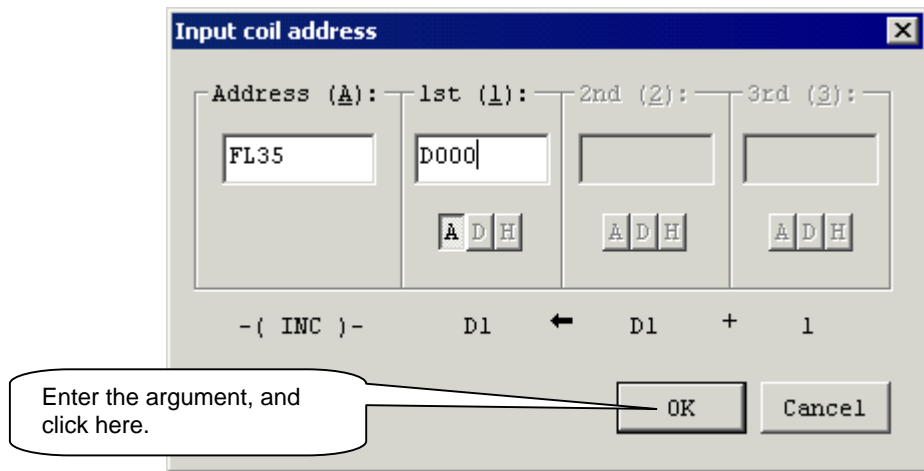 Input coil address
Address (A): 1st (1): 2nd (2): 3rd (3):
FL35 D000
A D H A D H A D H
-( INC )- D1 ← D1 + 1
Enter the argument, and
click here.
OK Cancel